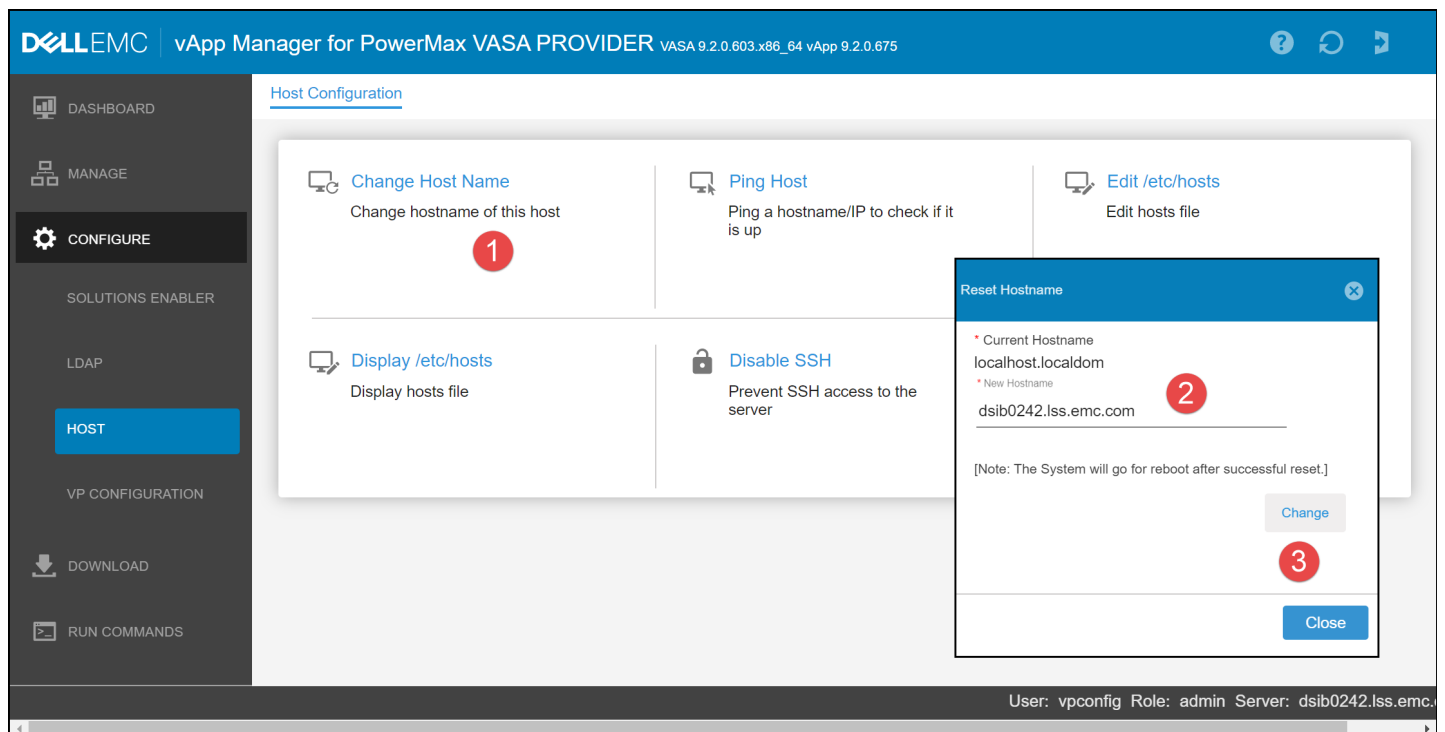 DELLEMC vApp Manager for PowerMax VASA PROVIDER VASA 9.2.0.603.x86_64 vApp 9.2.0.675
?
DASHBOARD
MANAGE
CONFIGURE
SOLUTIONS ENABLER
LDAP
HOST
VP CONFIGURATION
DOWNLOAD
RUN COMMANDS
Host Configuration
Change Host Name
Change hostname of this host
1
Ping Host
Ping a hostname/IP to check if it
is up
Edit /etc/hosts
Edit hosts file
Display /etc/hosts
Display hosts file
Disable SSH
Prevent SSH access to the
server
Reset Hostname
* Current Hostname
localhost.localdom
* New Hostname
dsib0242.lss.emc.com
2
[Note: The System will go for reboot after successful reset.]
Change
3
Close
User: vpconfig Role: admin Server: dsib0242.lss.emc.